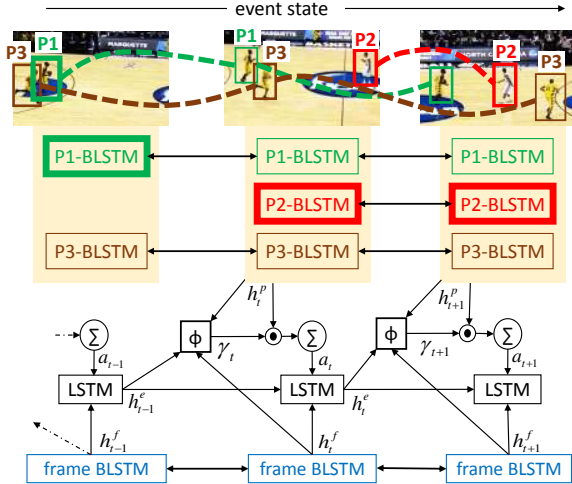 event state
P3 P1 P3 P2 P2 P3
MARQUETTE
P1-BLSTM P1-BLSTM P1-BLSTM
P2-BLSTM P2-BLSTM
P3-BLSTM P3-BLSTM P3-BLSTM
h_t^p h_{t+1}^p
Σ ϕ γ_t Σ ϕ γ_{t+1} Σ
a_{t-1} a_t a_{t+1}
LSTM LSTM LSTM
h_{t-1}^e h_t^e
h_{t-1}^f h_t^f h_{t+1}^f
frame BLSTM frame BLSTM frame BLSTM